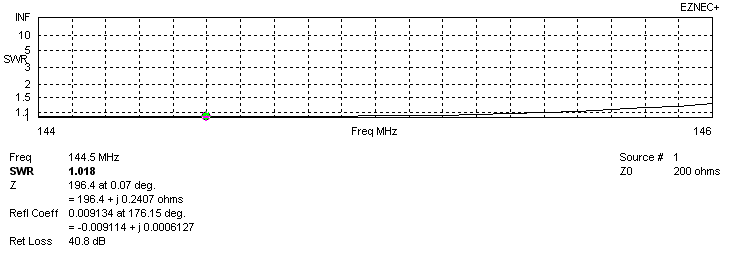 EZNEC+
INF
10
5
SWR
3
2
1.5
1.1
1
144 Freq MHz 146
Freq 144.5 MHz Source # 1
SWR 1.018 Z0 200 ohms
Z 196.4 at 0.07 deg.
= 196.4 + j 0.2407 ohms
Refl Coeff 0.009134 at 176.15 deg.
= -0.009114 + j 0.0006127
Ret Loss 40.8 dB